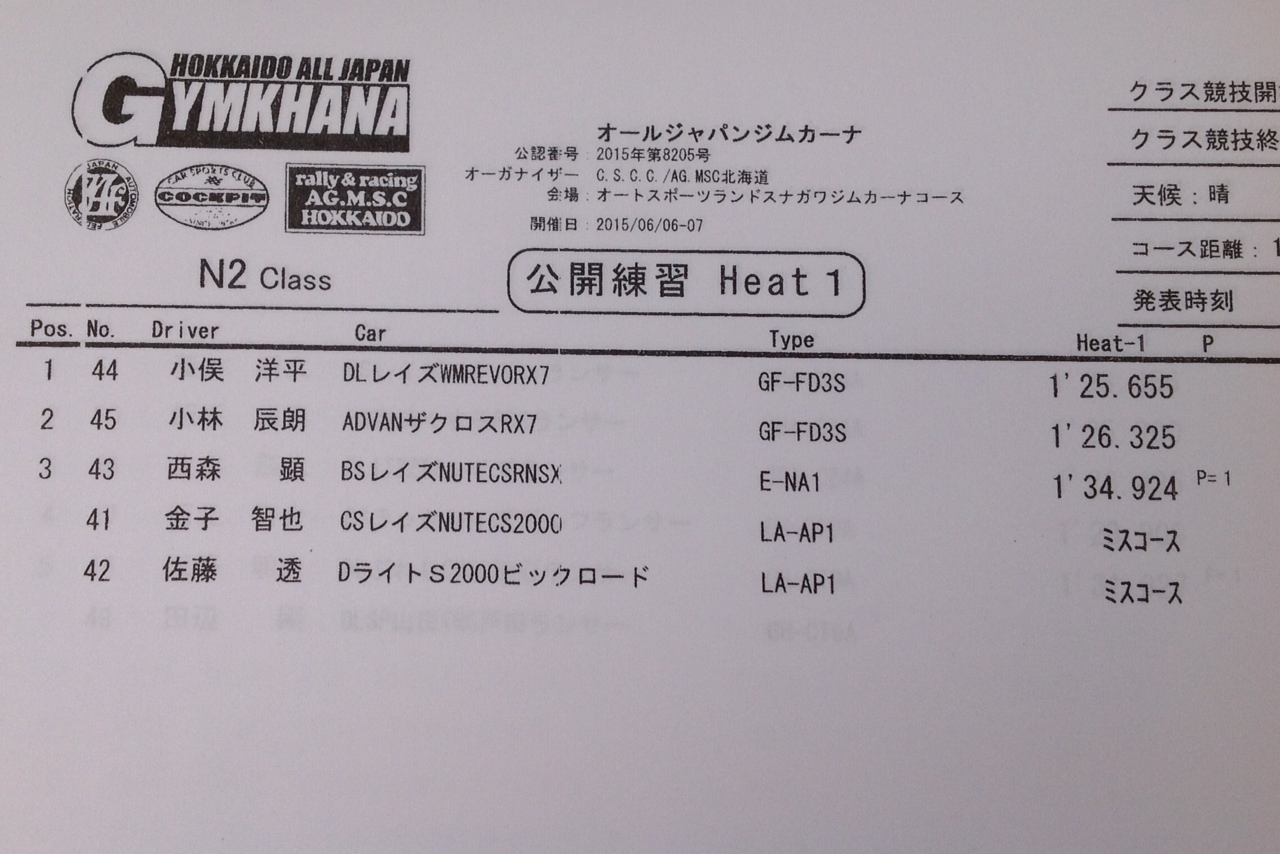 HOKKAIDO ALL JAPAN
GYMKHANA
JAPAN AUTOMOBILE FEDERATION
JAF
CAR SPORTS CLUB
COCKPIT
rally & racing
AG.M.S.C
HOKKAIDO
オールジャパンジムカーナ
公認番号 : 2015年第8205号
オーガナイザー C.S.C.C./AG.MSC北海道
会場 : オートスポーツランドスナガワジムカーナコース
開催日 : 2015/06/06-07
クラス競技開
クラス競技終
天候 : 晴
コース距離 : 1
発表時刻
N2 Class
公開練習 Heat 1
Pos. No. Driver Car Type Heat-1 P
1 44 小俣 洋平 DLレイズWMREVORX7 GF-FD3S 1'25.655
2 45 小林 辰朗 ADVANザクロスRX7 GF-FD3S 1'26.325
3 43 西森 顕 BSレイズNUTECSRNSX E-NA1 1'34.924 P=1
41 金子 智也 CSレイズNUTECS2000 LA-AP1 ミスコース
42 佐藤 透 DライトS2000ビックロード LA-AP1 ミスコース